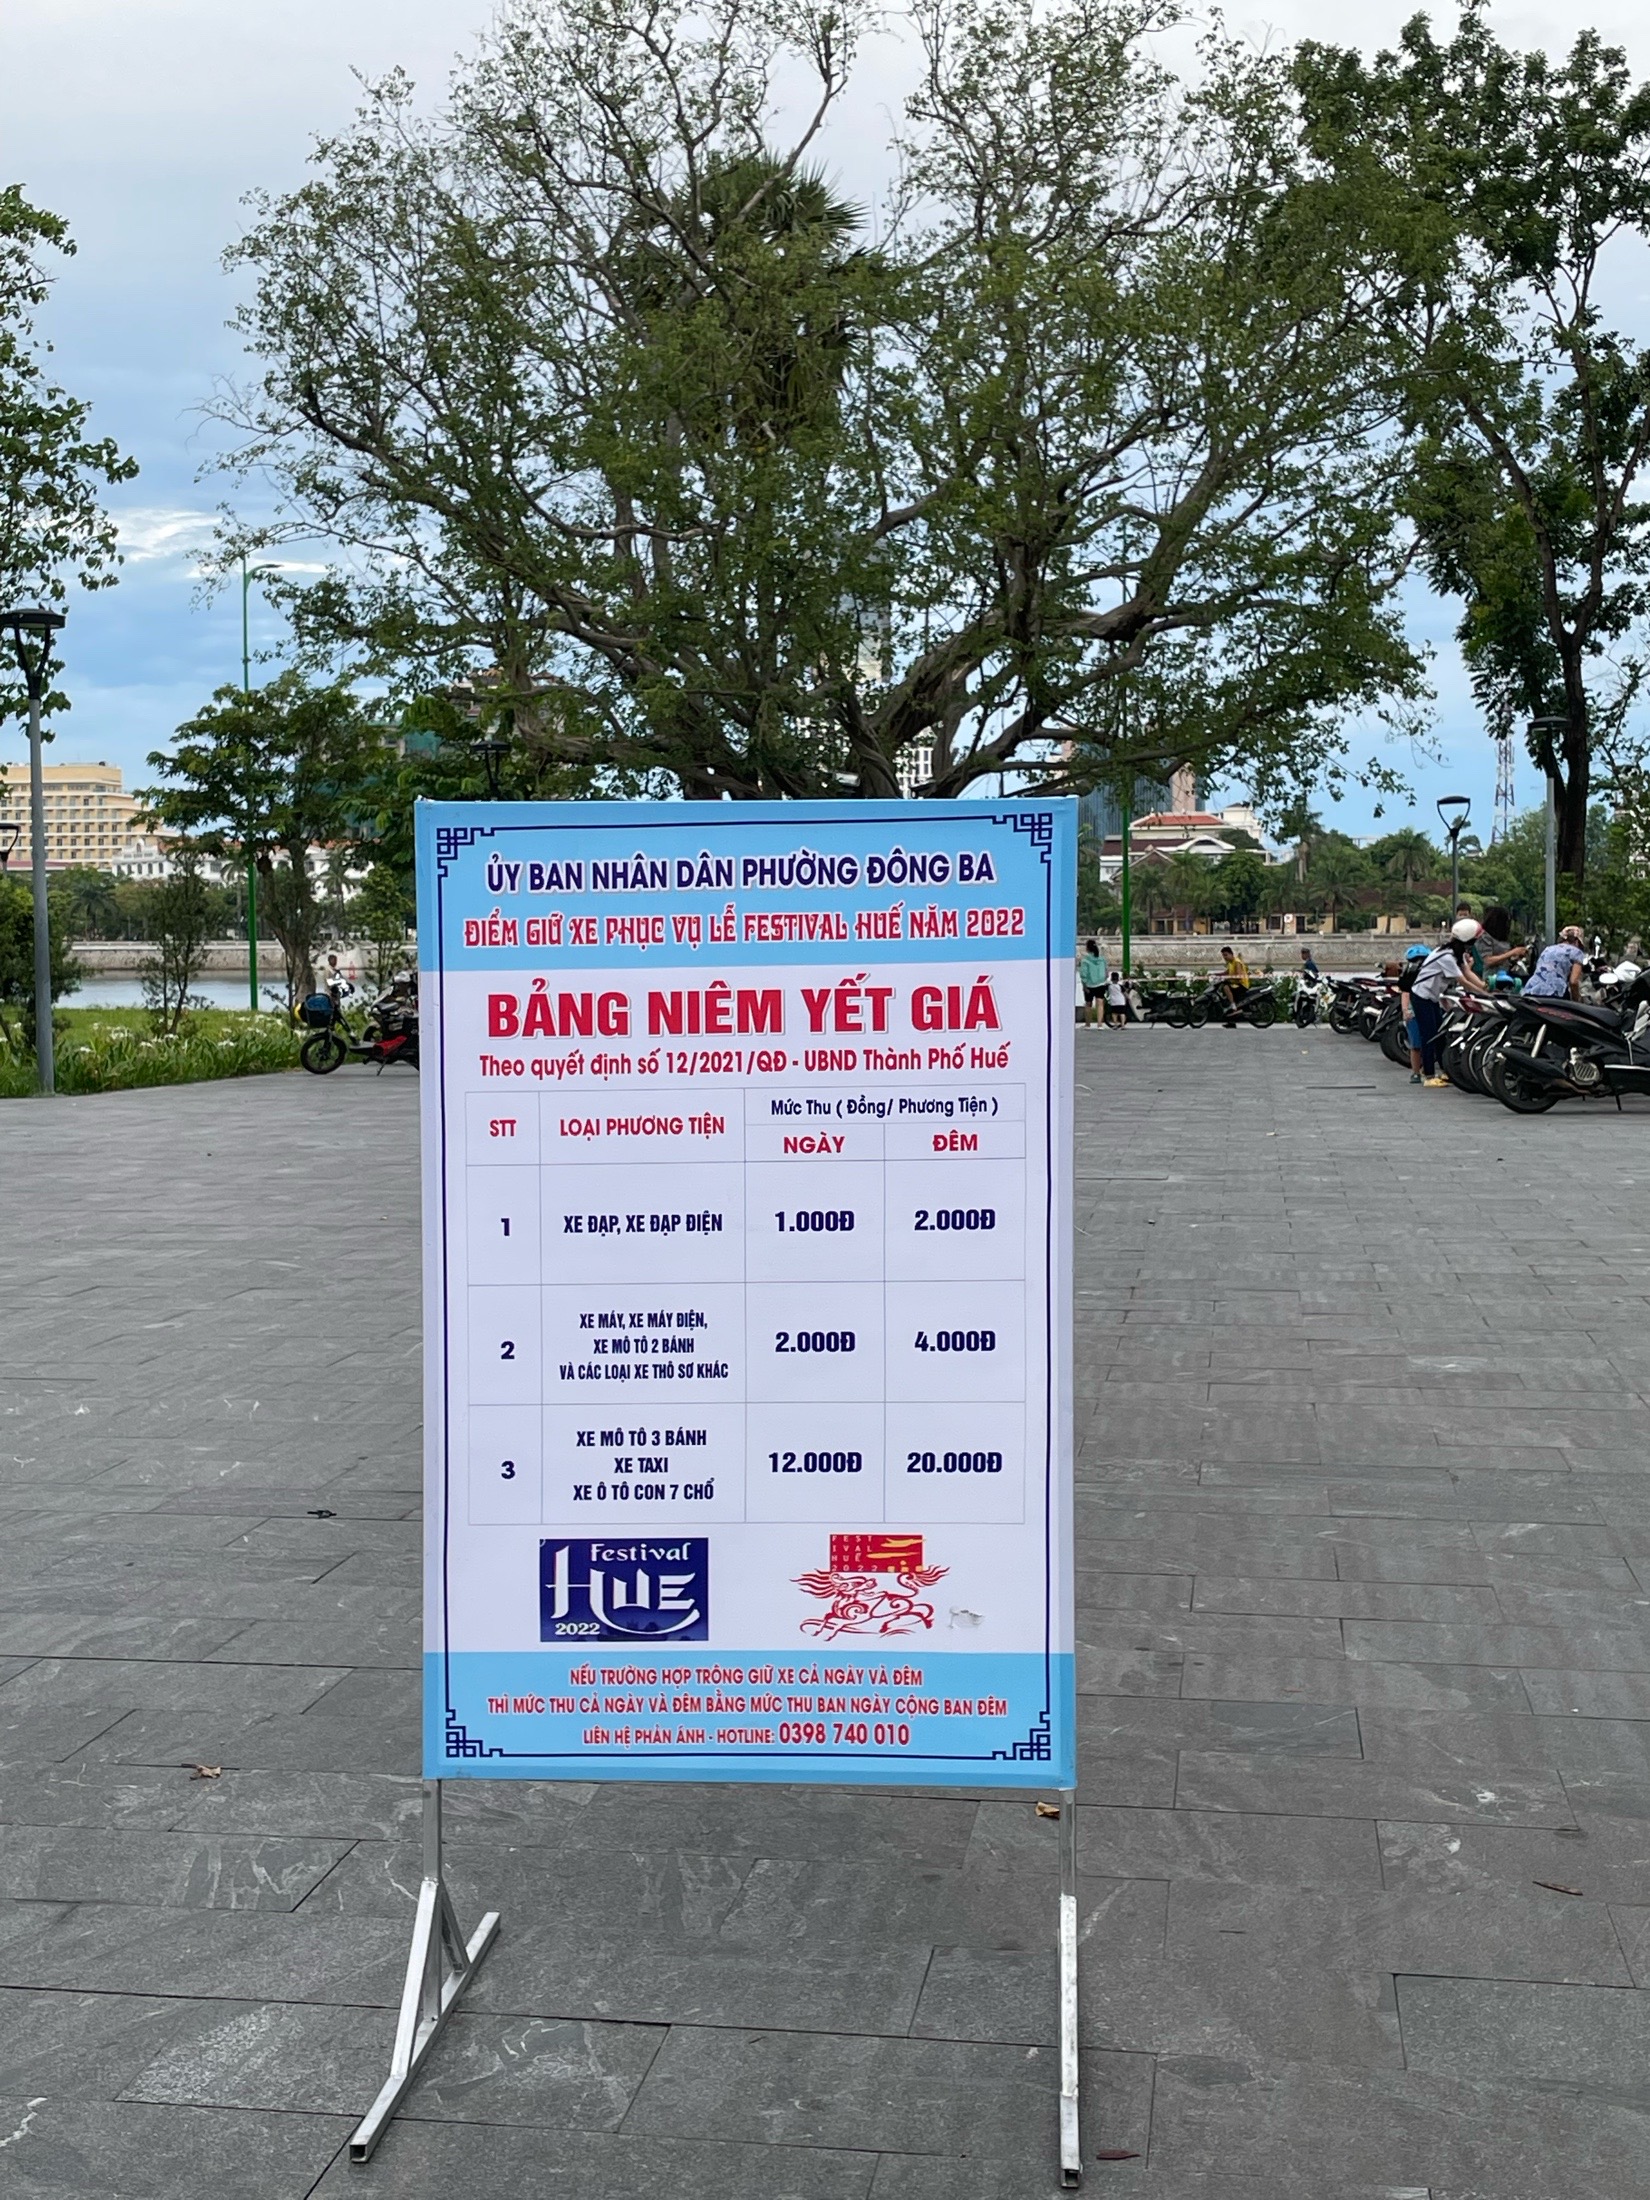 ỦY BAN NHÂN DÂN PHƯỜNG ĐÔNG BA
ĐIỂM GIỮ XE PHỤC VỤ LỄ FESTIVAL HUẾ NĂM 2022
BẢNG NIÊM YẾT GIÁ
Theo quyết định số 12/2021/QĐ - UBND Thành Phố Huế
STT LOẠI PHƯƠNG TIỆN Mức Thu ( Đồng/ Phương Tiện )
NGÀY ĐÊM
1 XE ĐẠP, XE ĐẠP ĐIỆN 1.000Đ 2.000Đ
2 XE MÁY, XE MÁY ĐIỆN,
XE MÔ TÔ 2 BÁNH
VÀ CÁC LOẠI XE THÔ SƠ KHÁC 2.000Đ 4.000Đ
3 XE MÔ TÔ 3 BÁNH
XE TAXI
XE Ô TÔ CON 7 CHỔ 12.000Đ 20.000Đ
Festival
HUE
2022
FEST
IVAL
HUẾ
2022
NẾU TRƯỜNG HỢP TRÔNG GIỮ XE CẢ NGÀY VÀ ĐÊM
THÌ MỨC THU CẢ NGÀY VÀ ĐÊM BẰNG MỨC THU BAN NGÀY CỘNG BAN ĐÊM
LIÊN HỆ PHẢN ÁNH - HOTLINE: 0398 740 010